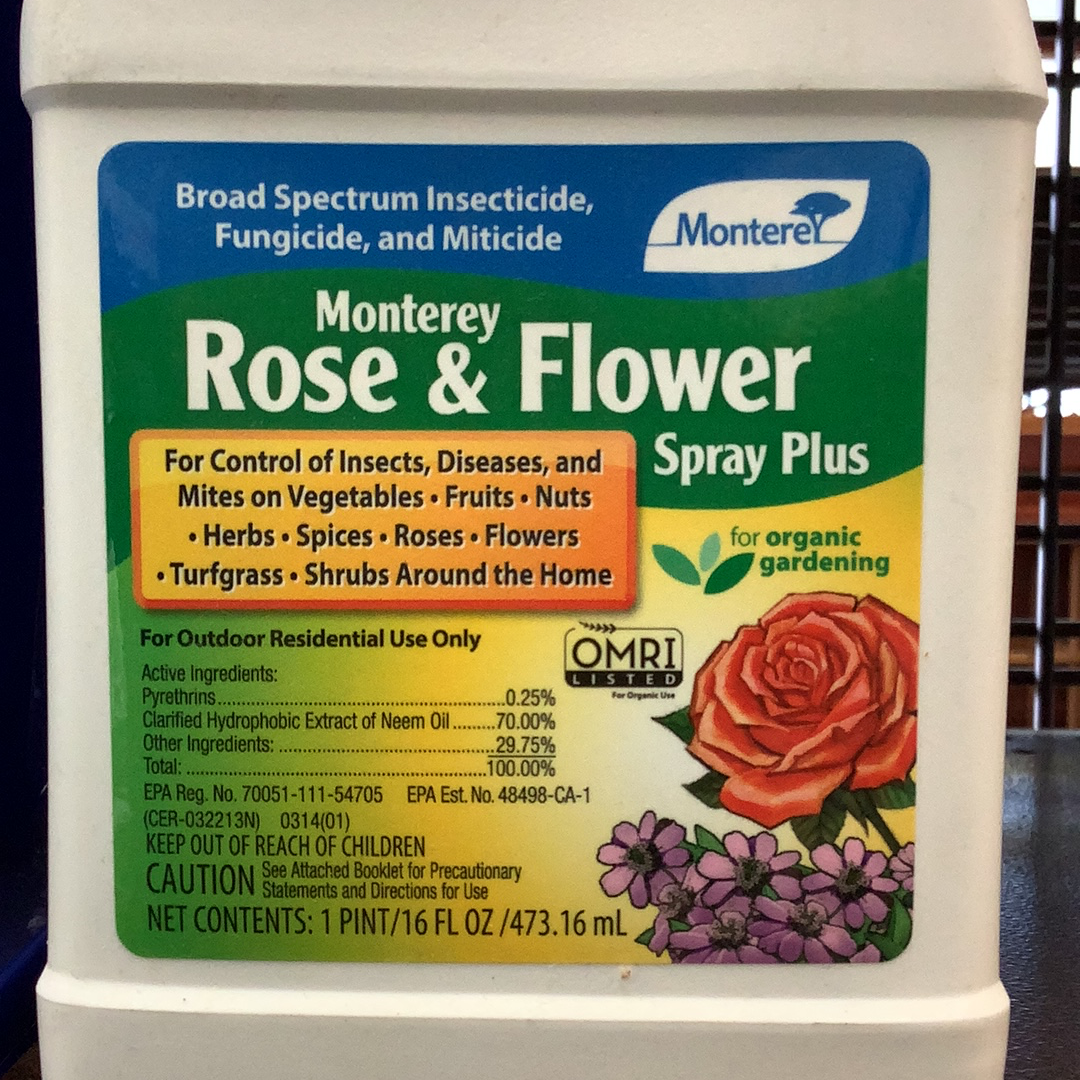 Broad Spectrum Insecticide,
Fungicide, and Miticide
Monterey
Monterey
Rose & Flower
Spray Plus
For Control of Insects, Diseases, and
Mites on Vegetables • Fruits • Nuts
• Herbs • Spices • Roses • Flowers
• Turfgrass • Shrubs Around the Home
for organic
gardening
For Outdoor Residential Use Only
OMRI
LISTED
For Organic Use
Active Ingredients:
Pyrethrins..........0.25%
Clarified Hydrophobic Extract of Neem Oil........70.00%
Other Ingredients: ..........29.75%
Total: ..........100.00%
EPA Reg. No. 70051-111-54705 EPA Est. No. 48498-CA-1
(CER-032213N) 0314(01)
KEEP OUT OF REACH OF CHILDREN
CAUTION See Attached Booklet for Precautionary
Statements and Directions for Use
NET CONTENTS: 1 PINT/16 FL OZ /473.16 mL